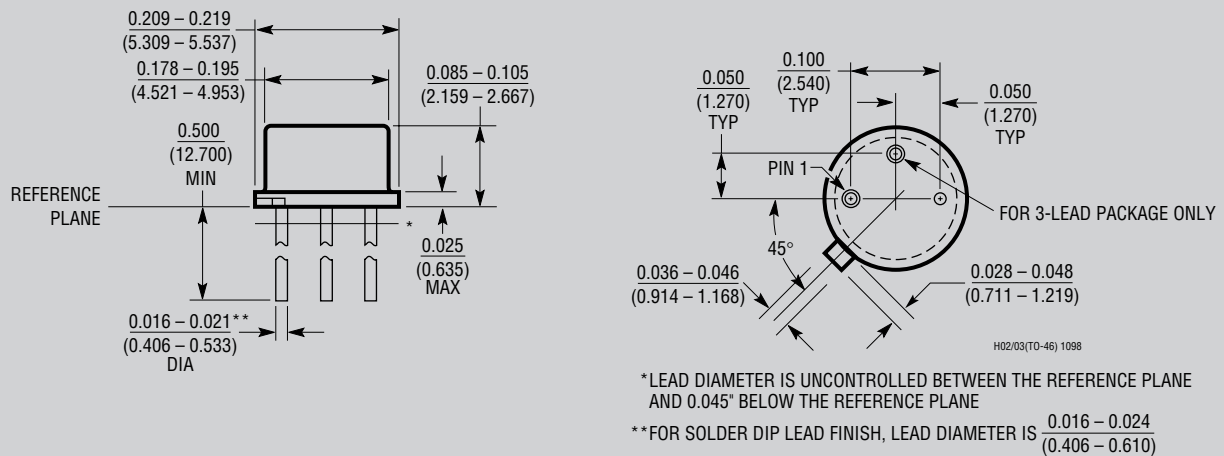 0.209 – 0.219
(5.309 – 5.537)
0.178 – 0.195
(4.521 – 4.953)
0.085 – 0.105
(2.159 – 2.667)
0.500
(12.700)
MIN
REFERENCE
PLANE
*
0.025
(0.635)
MAX
0.016 – 0.021**
(0.406 – 0.533)
DIA
0.050
(1.270)
TYP
0.100
(2.540)
TYP
0.050
(1.270)
TYP
PIN 1
FOR 3-LEAD PACKAGE ONLY
45°
0.036 – 0.046
(0.914 – 1.168)
0.028 – 0.048
(0.711 – 1.219)
H02/03(TO-46) 1098
*LEAD DIAMETER IS UNCONTROLLED BETWEEN THE REFERENCE PLANE
AND 0.045" BELOW THE REFERENCE PLANE
**FOR SOLDER DIP LEAD FINISH, LEAD DIAMETER IS 0.016 – 0.024
(0.406 – 0.610)